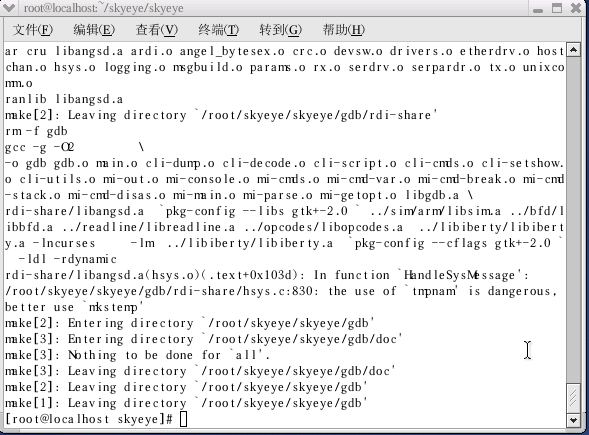 root@localhost:~/skyeye/skyeye
文件(F) 编辑(E) 查看(V) 终端(T) 转到(G) 帮助(H)
ar cru libangsd.a ardi.o angel_bytesex.o crc.o devsw.o drivers.o etherdrv.o host
chan.o hsys.o logging.o msgbuild.o params.o rx.o serdrv.o serpardr.o tx.o unixco
mm.o
ranlib libangsd.a
make[2]: Leaving directory `/root/skyeye/skyeye/gdb/rdi-share'
rm -f gdb
gcc -g -O2 \
-o gdb gdb.o main.o cli-dump.o cli-decode.o cli-script.o cli-cmds.o cli-setshow.
o cli-utils.o mi-out.o mi-console.o mi-cmds.o mi-cmd-var.o mi-cmd-break.o mi-cmd
-stack.o mi-cmd-disas.o mi-main.o mi-parse.o mi-getopt.o libgdb.a \
rdi-share/libangsd.a `pkg-config --libs gtk+-2.0 ` ../sim/arm/libsim.a ../bfd/l
ibbfd.a ../readline/libreadline.a ../opcodes/libopcodes.a ../libiberty/libibert
y.a -lncurses -lm ../libiberty/libiberty.a `pkg-config --cflags gtk+-2.0 `
-ldl -rdynamic
rdi-share/libangsd.a(hsys.o)(.text+0x103d): In function `HandleSysMessage':
/root/skyeye/skyeye/gdb/rdi-share/hsys.c:830: the use of `tmpnam' is dangerous,
better use `mkstemp'
make[2]: Entering directory `/root/skyeye/skyeye/gdb'
make[3]: Entering directory `/root/skyeye/skyeye/gdb/doc'
make[3]: Nothing to be done for `all'.
make[3]: Leaving directory `/root/skyeye/skyeye/gdb/doc'
make[2]: Leaving directory `/root/skyeye/skyeye/gdb'
make[1]: Leaving directory `/root/skyeye/skyeye/gdb'
[root@localhost skyeye]#